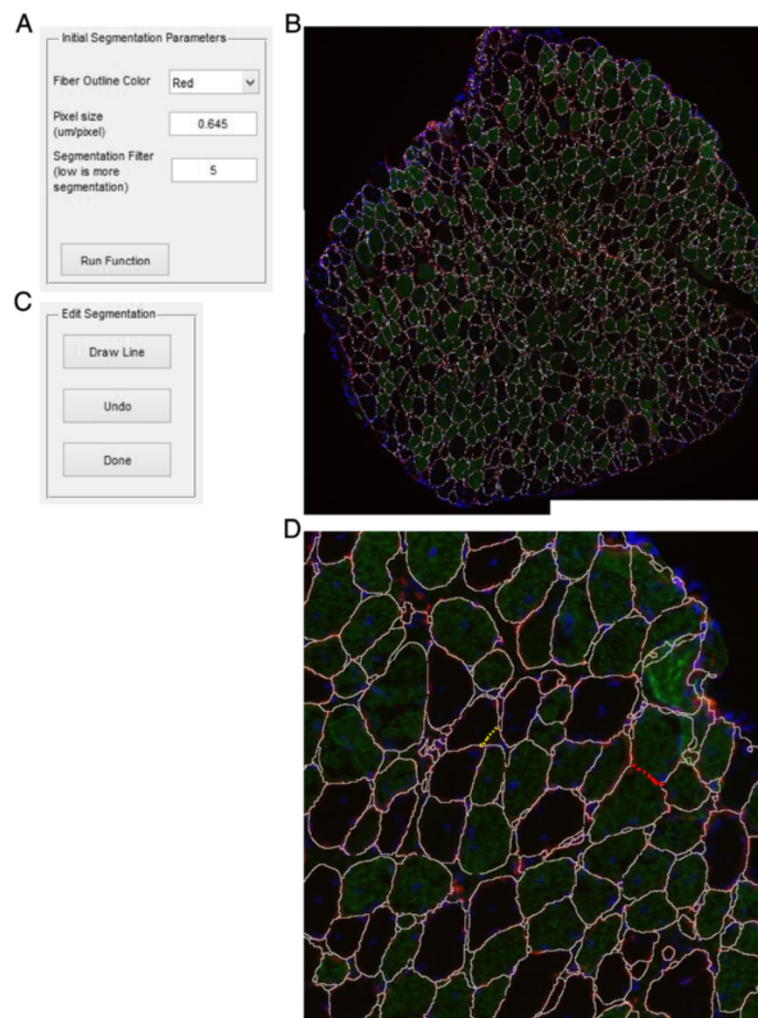 A
Initial Segmentation Parameters
Fiber Outline Color
Red
Pixel size
(um/pixel)
0.645
Segmentation Filter
(low is more
segmentation)
5
Run Function
B
C
Edit Segmentation
Draw Line
Undo
Done
D